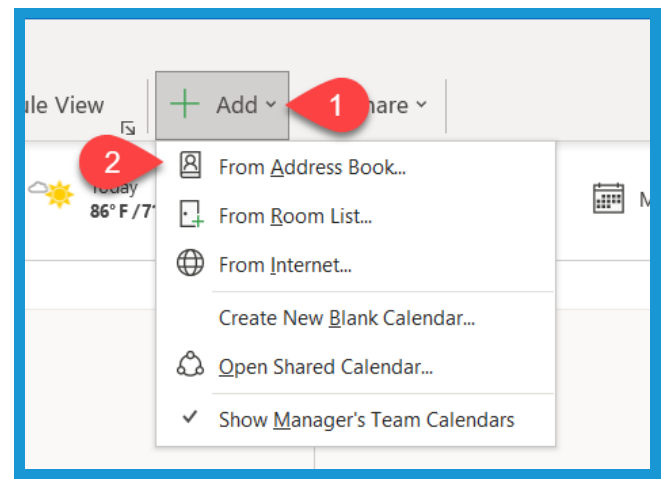 ule View
Add
1
hare
2
From Address Book...
Today
86° F / 7
From Room List...
From Internet...
Create New Blank Calendar...
Open Shared Calendar...
Show Manager's Team Calendars